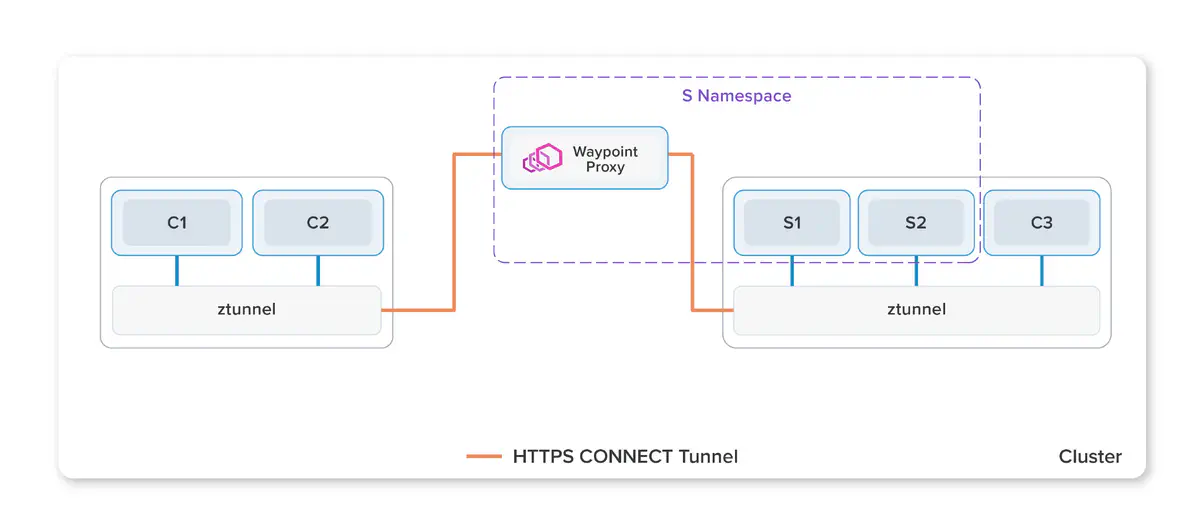 S Namespace
Waypoint
Proxy
C1
C2
S1
S2
C3
ztunnel
ztunnel
HTTPS CONNECT Tunnel
Cluster